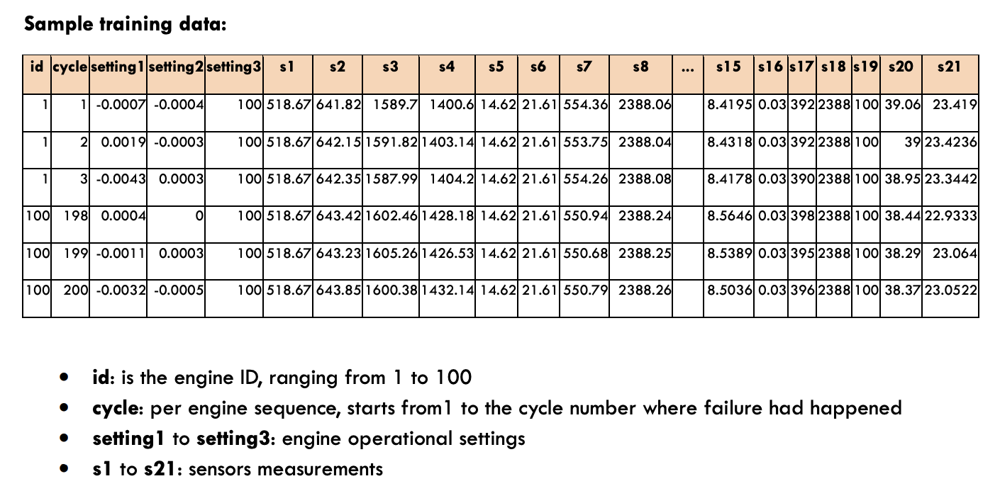 Sample training data:
id cycle setting1 setting2 setting3 s1 s2 s3 s4 s5 s6 s7 s8 ... s15 s16 s17 s18 s19 s20 s21
1 1 -0.0007 -0.0004 100 518.67 641.82 1589.7 1400.6 14.62 21.61 554.36 2388.06 8.4195 0.03 392 2388 100 39.06 23.419
1 2 0.0019 -0.0003 100 518.67 642.15 1591.82 1403.14 14.62 21.61 553.75 2388.04 8.4318 0.03 392 2388 100 39 23.4236
1 3 -0.0043 0.0003 100 518.67 642.35 1587.99 1404.2 14.62 21.61 554.26 2388.08 8.4178 0.03 390 2388 100 38.95 23.3442
100 198 0.0004 0 100 518.67 643.42 1602.46 1428.18 14.62 21.61 550.94 2388.24 8.5646 0.03 398 2388 100 38.44 22.9333
100 199 -0.0011 0.0003 100 518.67 643.23 1605.26 1426.53 14.62 21.61 550.68 2388.25 8.5389 0.03 395 2388 100 38.29 23.064
100 200 -0.0032 -0.0005 100 518.67 643.85 1600.38 1432.14 14.62 21.61 550.79 2388.26 8.5036 0.03 396 2388 100 38.37 23.0522
• id: is the engine ID, ranging from 1 to 100
• cycle: per engine sequence, starts from1 to the cycle number where failure had happened
• setting1 to setting3: engine operational settings
• s1 to s21: sensors measurements